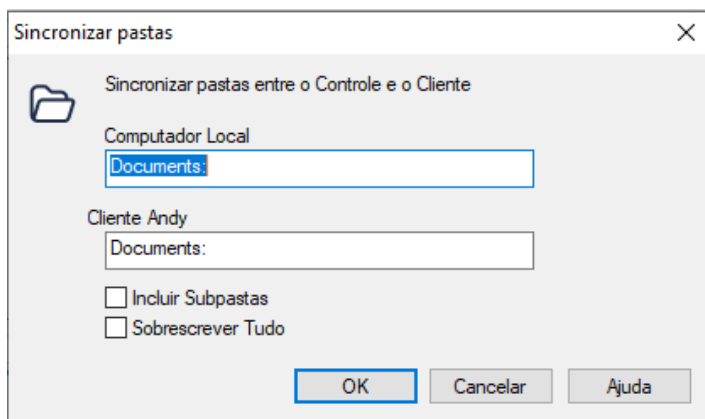 Sincronizar pastas
Sincronizar pastas entre o Controle e o Cliente
Computador Local
Documents:
Cliente Andy
Documents:
Incluir Subpastas
Sobrescrever Tudo
OK Cancelar Ajuda